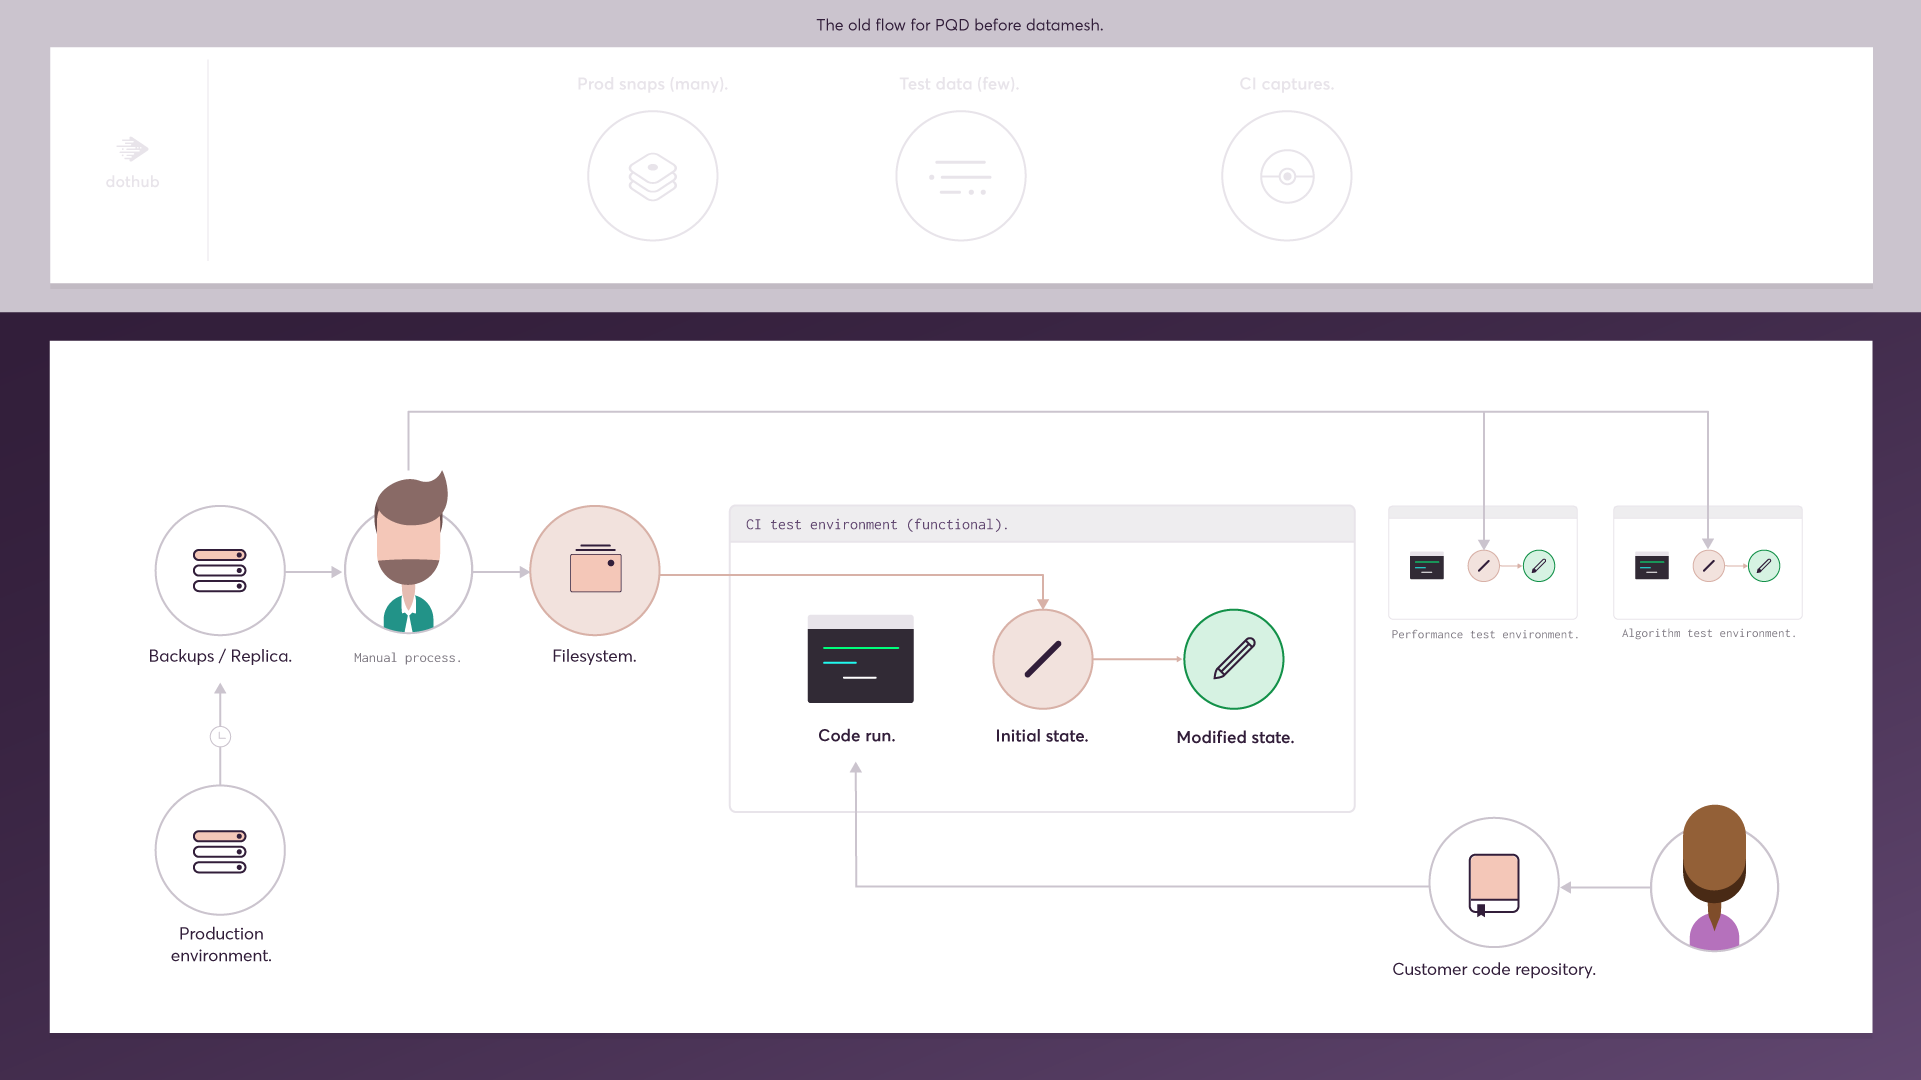 The old flow for PQD before datamesh.
Prod snaps (many).
Test data (few).
CI captures.
dothub
CI test environment (functional).
Backups / Replica.
Manual process.
Filesystem.
Performance test environment.
Algorithm test environment.
Code run.
Initial state.
Modified state.
Production
environment.
Customer code repository.